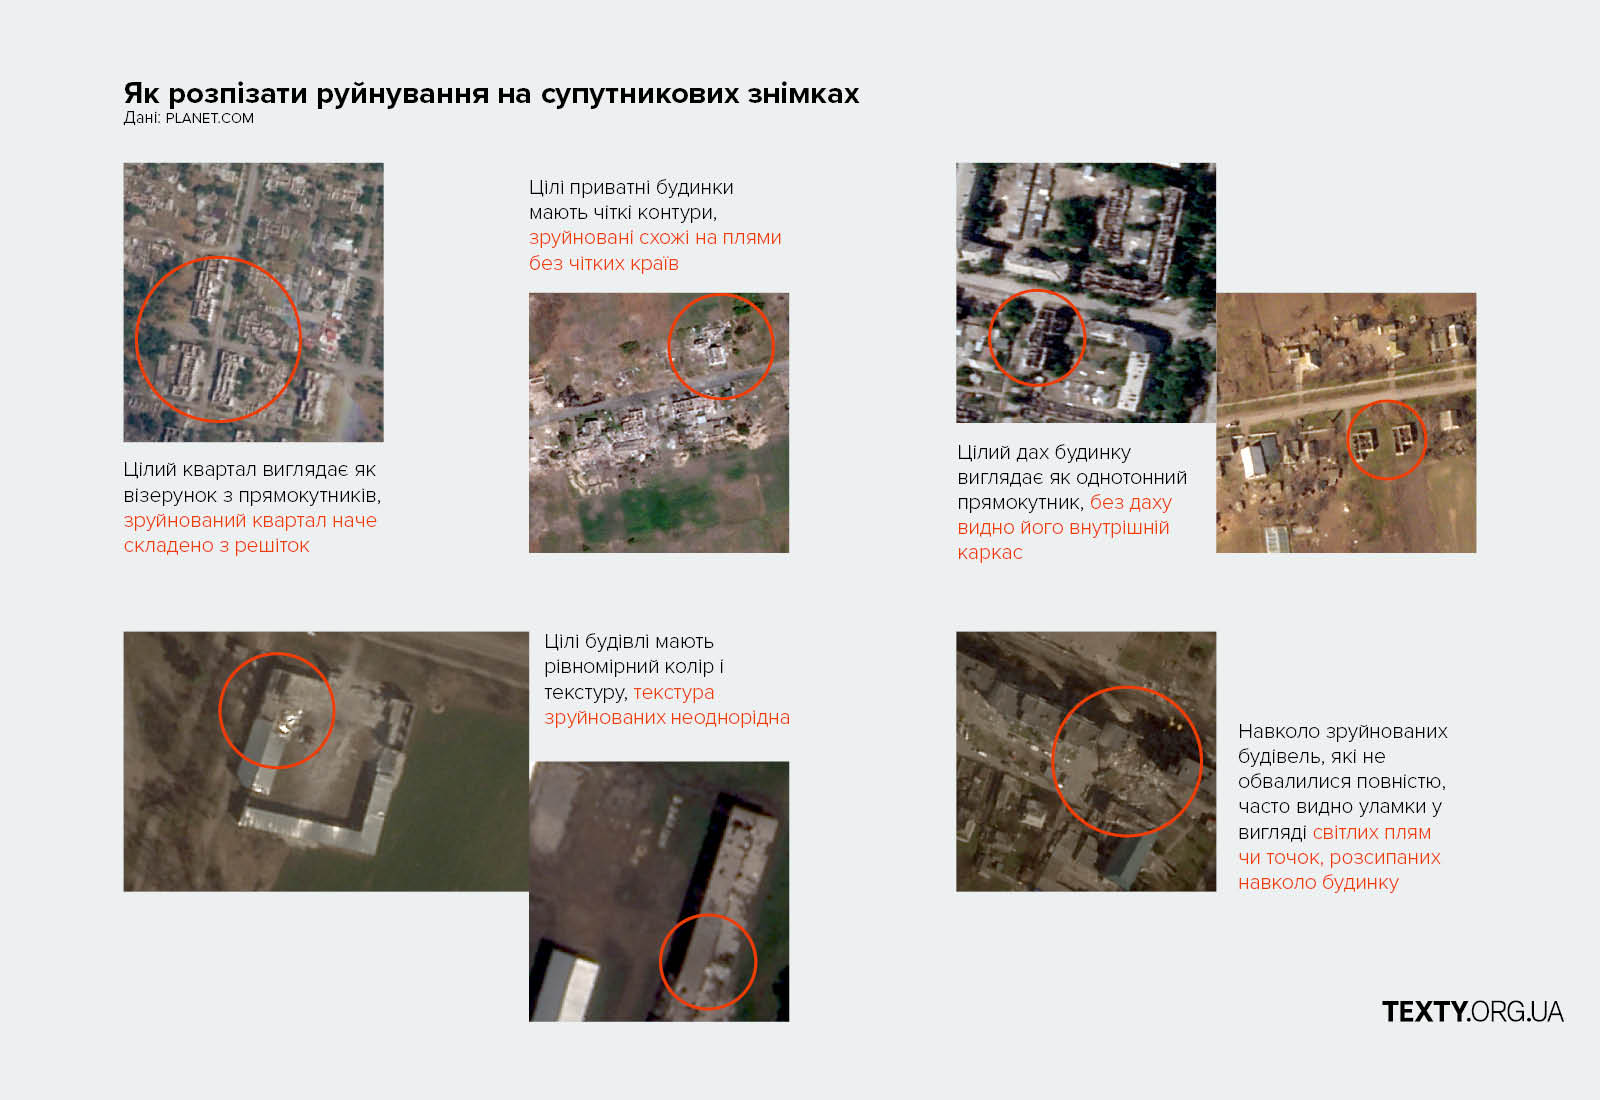 Як розпізати руйнування на супутникових знімках
Дані: PLANET.COM
Цілий квартал виглядає як
візерунок з прямокутників,
зруйнований квартал наче
складено з решіток
Цілі приватні будинки
мають чіткі контури,
зруйновані схожі на плями
без чітких країв
Цілий дах будинку
виглядає як однотонний
прямокутник, без даху
видно його внутрішній
каркас
Цілі будівлі мають
рівномірний колір і
текстуру, текстура
зруйнованих неоднорідна
Навколо зруйнованих
будівель, які не
обвалилися повністю,
часто видно уламки у
вигляді світлих плям
чи точок, розсипаних
навколо будинку
TEXTY.ORG.UA